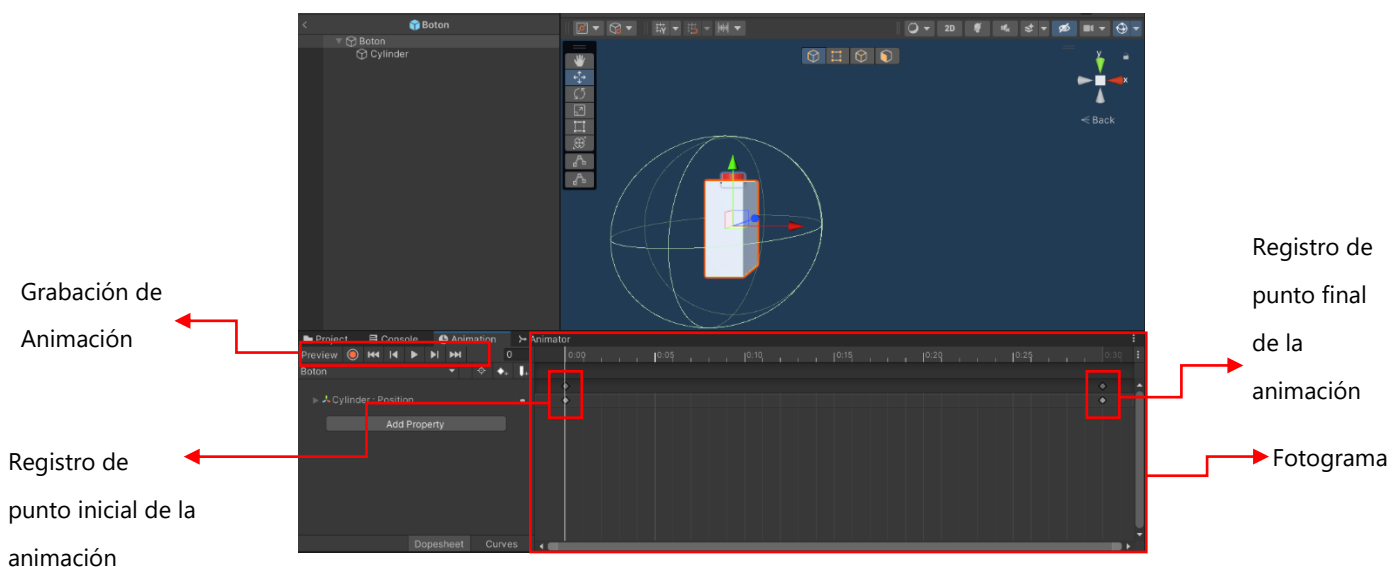 Boton
Boton
Cylinder
2D
y
x
Back
Grabación de
Animación
Registro de
punto inicial de la
animación
Project
Console
Animation
Animator
Preview
0
0:00
0:05
0:10
0:15
0:20
0:25
0:30
Boton
Cylinder : Position
Add Property
Dopesheet
Curves
Registro de
punto final
de la
animación
Fotograma